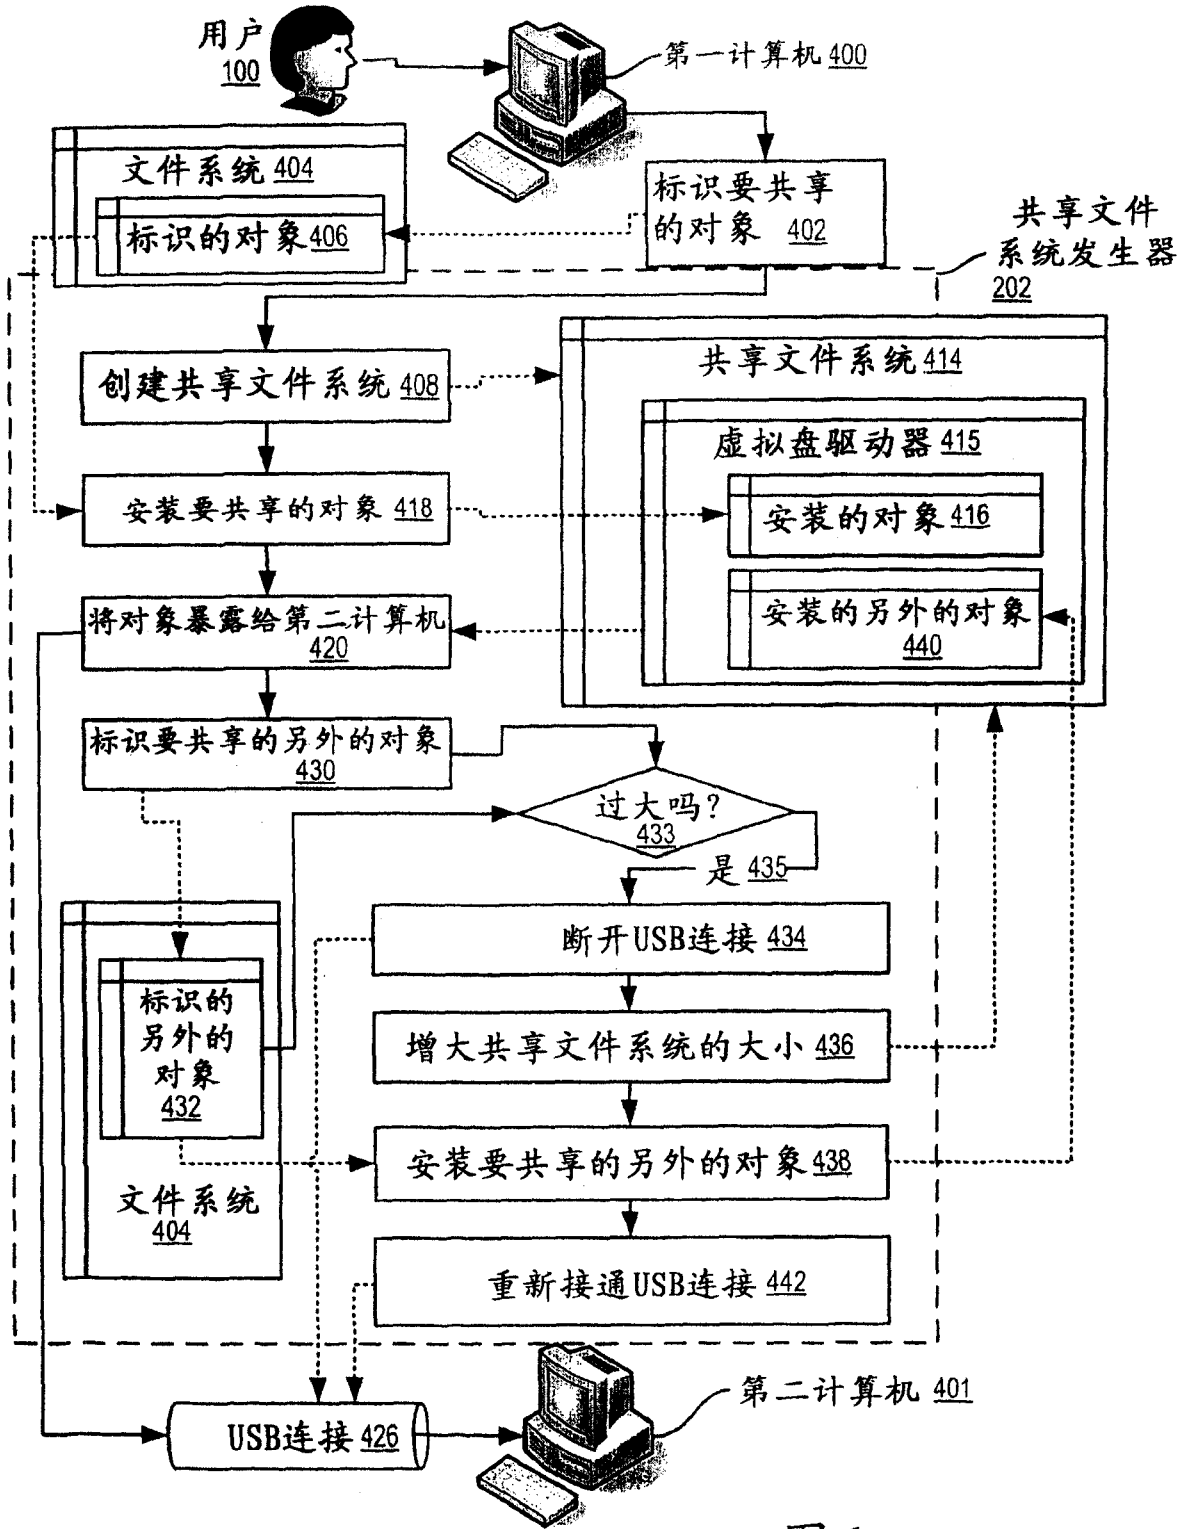 用户
100
第一计算机 400
文件系统 404
标识的对象 406
标识要共享
的对象 402
共享文件
系统发生器
202
创建共享文件系统 408
共享文件系统 414
虚拟盘驱动器 415
安装要共享的对象 418
安装的对象 416
将对象暴露给第二计算机
420
安装的另外的对象
440
标识要共享的另外的对象
430
过大吗?
433
是 435
断开USB连接 434
标识的
另外的
对象
432
增大共享文件系统的大小 436
安装要共享的另外的对象 438
文件系统
404
重新接通USB连接 442
第二计算机 401
USB连接 426